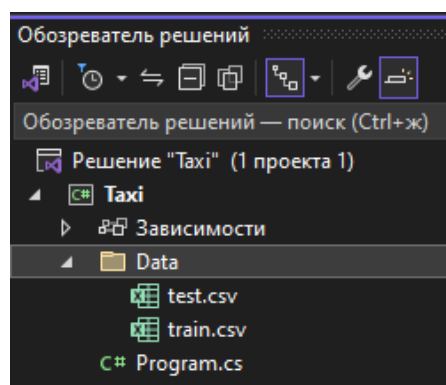 Обозреватель решений
Обозреватель решений — поиск (Ctrl+ж)
Решение "Taxi" (1 проекта 1)
C# Taxi
Зависимости
Data
test.csv
train.csv
C# Program.cs